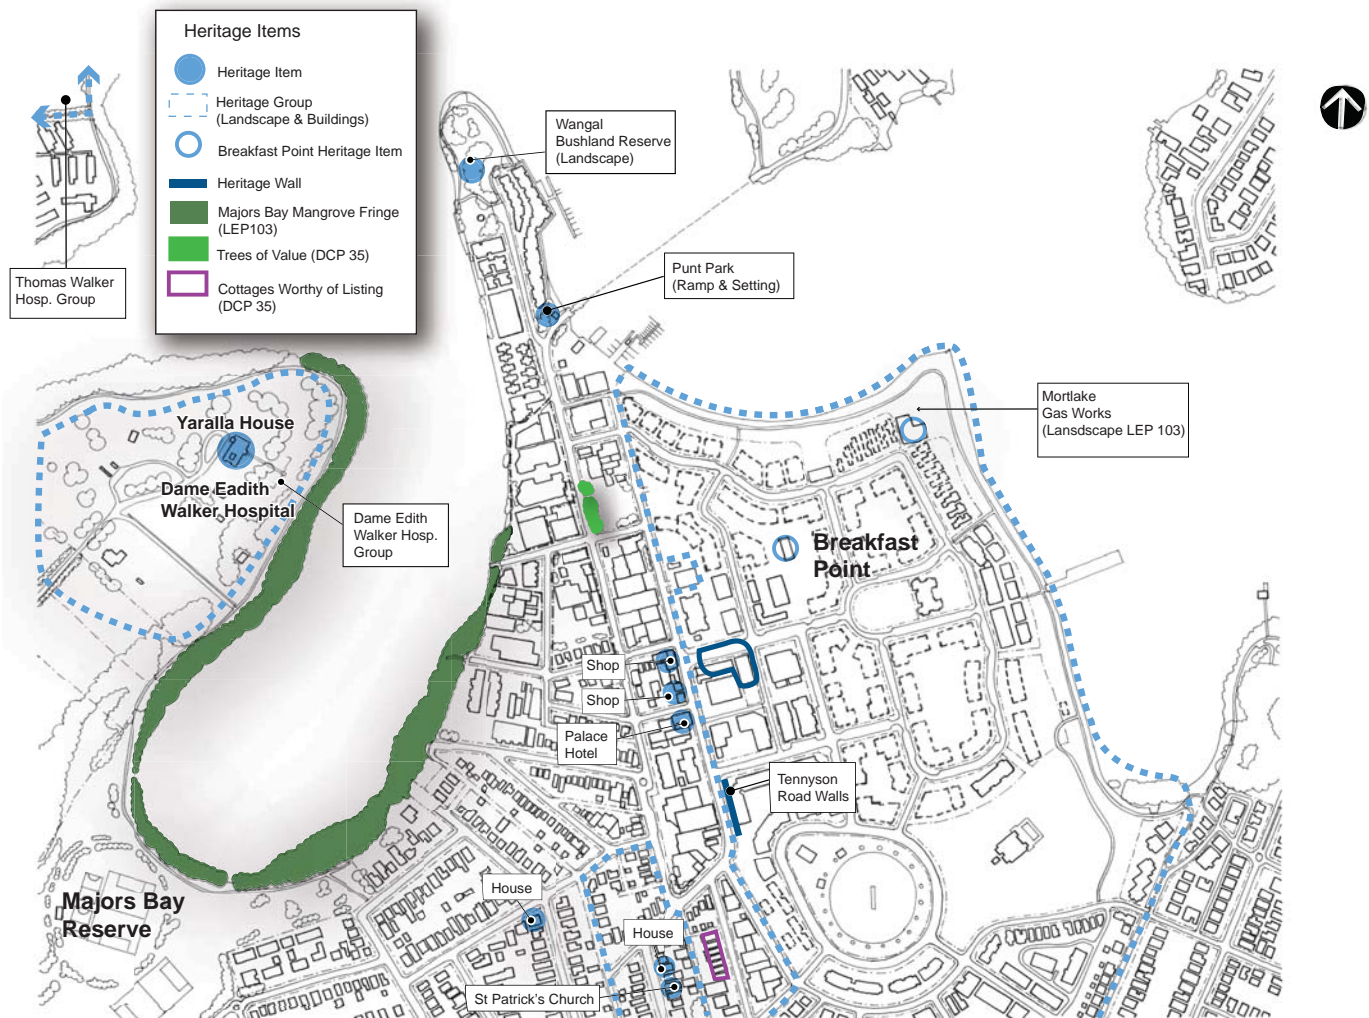 Heritage Items
Heritage Item
Heritage Group
(Landscape & Buildings)
Breakfast Point Heritage Item
Heritage Wall
Majors Bay Mangrove Fringe
(LEP103)
Trees of Value (DCP 35)
Cottages Worthy of Listing
(DCP 35)
Thomas Walker
Hosp. Group
Wangal
Bushland Reserve
(Landscape)
Punt Park
(Ramp & Setting)
Mortlake
Gas Works
(Lansdscape LEP 103)
Yaralla House
Dame Eadith
Walker Hospital
Dame Edith
Walker Hosp.
Group
Breakfast
Point
Shop
Shop
Palace
Hotel
Tennyson
Road Walls
Majors Bay
Reserve
House
House
St Patrick's Church